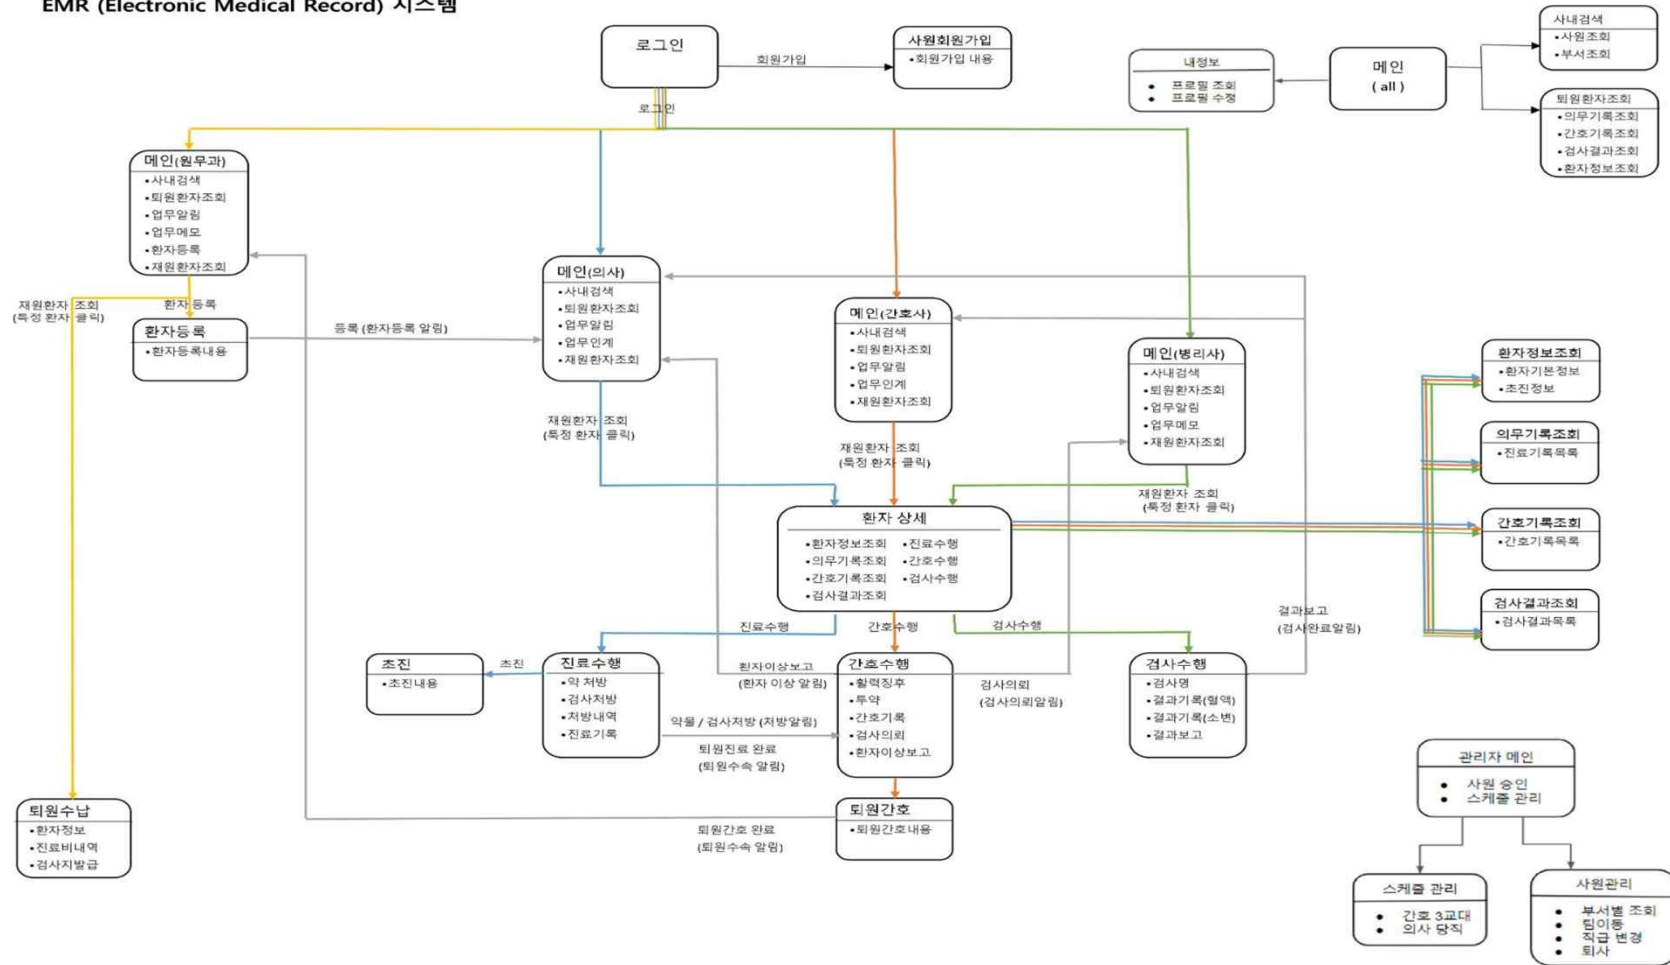 EMR (Electronic Medical Record) 시스템
로그인
회원가입
사원회원가입
•회원가입 내용
로그인
내정보
• 프로필 조회
• 프로필 수정
메인
( all )
사내검색
•사원조회
•부서조회
퇴원환자조회
•의무기록조회
•간호기록조회
•검사결과조회
•환자정보조회
메인(원무과)
•사내검색
•퇴원환자조회
•업무알림
•업무메모
•환자등록
•재원환자조회
재원환자 조회
(특정 환자 클릭)
환자 등록
환자등록
•환자등록내용
등록 (환자등록 알림)
메인(의사)
•사내검색
•퇴원환자조회
•업무알림
•업무인계
•재원환자조회
재원환자 조회
(특정 환자 클릭)
메인(간호사)
•사내검색
•퇴원환자조회
•업무알림
•업무인계
•재원환자조회
재원환자 조회
(특정 환자 클릭)
메인(병리사)
•사내검색
•퇴원환자조회
•업무알림
•업무메모
•재원환자조회
재원환자 조회
(특정 환자 클릭)
환자정보조회
•환자기본정보
•초진정보
의무기록조회
•진료기록목록
간호기록조회
•간호기록목록
검사결과조회
•검사결과목록
환자 상세
•환자정보조회 •진료수행
•의무기록조회 •간호수행
•간호기록조회 •검사수행
•검사결과조회
진료수행
간호수행
검사수행
결과보고
(검사완료알림)
초진
•초진내용
초진
진료수행
•약 처방
•검사처방
•처방내역
•진료기록
환자이상보고
(환자 이상 알림)
약물 / 검사처방 (처방알림)
퇴원진료 완료
(퇴원수속 알림)
간호수행
•활력징후
•투약
•간호기록
•검사의뢰
•환자이상보고
검사의뢰
(검사의뢰알림)
검사수행
•검사명
•결과기록(혈액)
•결과기록(소변)
•결과보고
퇴원수납
•환자정보
•진료비내역
•검사지발급
퇴원간호 완료
(퇴원수속 알림)
퇴원간호
•퇴원간호내용
관리자 메인
• 사원 승인
• 스케줄 관리
스케줄 관리
• 간호 3교대
• 의사 당직
사원관리
• 부서별 조회
• 팀이동
• 직급 변경
• 퇴사